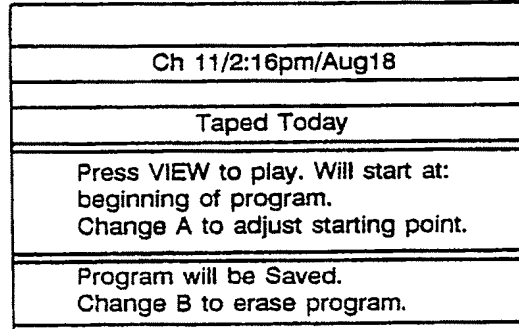 Ch 11/2:16pm/Aug18
Taped Today
Press VIEW to play. Will start at:
beginning of program.
Change A to adjust starting point.
Program will be Saved.
Change B to erase program.